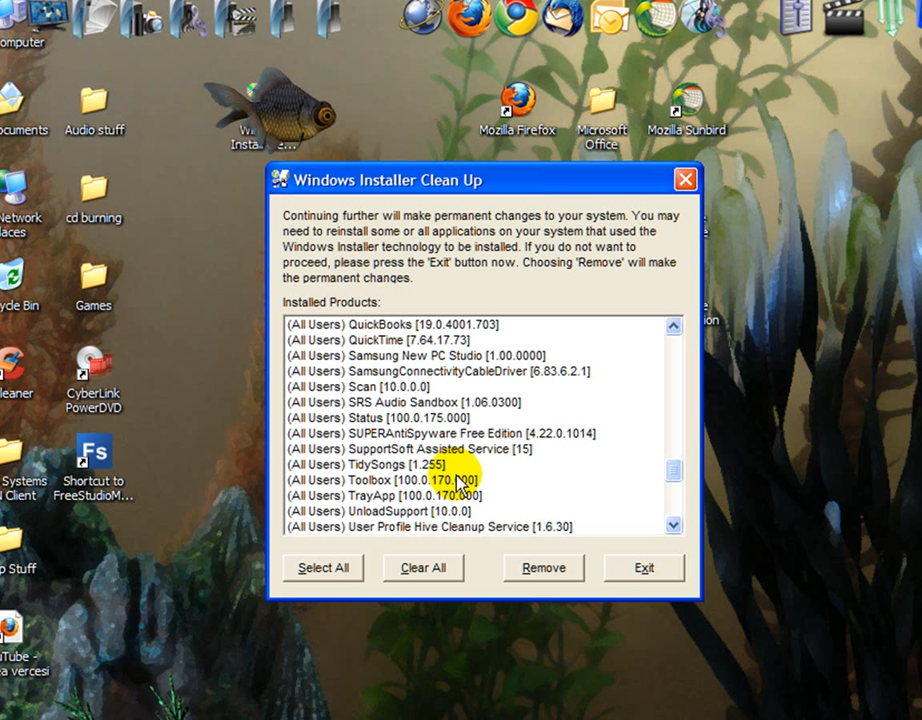 omputer
ocuments
Audio stuff
Wi
Install...e...
Mozilla Firefox
Microsoft
Office
Mozilla Sunbird
Network
laces
cd burning
cycle Bin
Games
leaner
CyberLink
PowerDVD
Systems
N Client
Shortcut to
FreeStudioM...
p Stuff
uTube -
ea vercesi
ion
Windows Installer Clean Up
Continuing further will make permanent changes to your system. You may
need to reinstall some or all applications on your system that used the
Windows Installer technology to be installed. If you do not want to
proceed, please press the 'Exit' button now. Choosing 'Remove' will make
the permanent changes.
Installed Products:
(All Users) QuickBooks [19.0.4001.703]
(All Users) QuickTime [7.64.17.73]
(All Users) Samsung New PC Studio [1.00.0000]
(All Users) SamsungConnectivityCableDriver [6.83.6.2.1]
(All Users) Scan [10.0.0.0]
(All Users) SRS Audio Sandbox [1.06.0300]
(All Users) Status [100.0.175.000]
(All Users) SUPERAntiSpyware Free Edition [4.22.0.1014]
(All Users) SupportSoft Assisted Service [15]
(All Users) TidySongs [1.255]
(All Users) Toolbox [100.0.170.000]
(All Users) TrayApp [100.0.170.000]
(All Users) UnloadSupport [10.0.0]
(All Users) User Profile Hive Cleanup Service [1.6.30]
Select All
Clear All
Remove
Exit